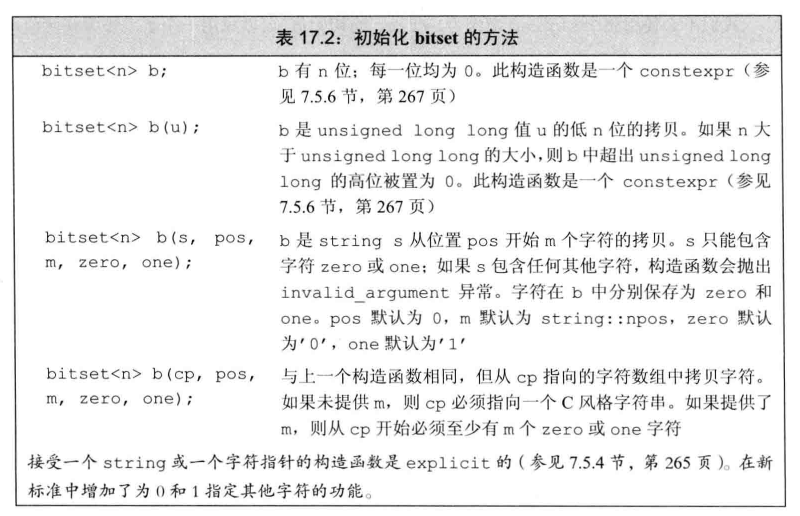 表 17.2：初始化 bitset 的方法
bitset<n> b; b 有 n 位；每一位均为 0。此构造函数是一个 constexpr（参
见 7.5.6 节，第 267 页）
bitset<n> b(u); b 是 unsigned long long 值 u 的低 n 位的拷贝。如果 n 大
于 unsigned long long 的大小，则 b 中超出 unsigned long
long 的高位被置为 0。此构造函数是一个 constexpr（参见
7.5.6 节，第 267 页）
bitset<n> b(s, pos, b 是 string s 从位置 pos 开始 m 个字符的拷贝。s 只能包含
m, zero, one); 字符 zero 或 one；如果 s 包含任何其他字符，构造函数会抛出
invalid_argument 异常。字符在 b 中分别保存为 zero 和
one。pos 默认为 0，m 默认为 string::npos，zero 默认
为'0'，one 默认为'1'
bitset<n> b(cp, pos, 与上一个构造函数相同，但从 cp 指向的字符数组中拷贝字符。
m, zero, one); 如果未提供 m，则 cp 必须指向一个 C 风格字符串。如果提供了
m，则从 cp 开始必须至少有 m 个 zero 或 one 字符
接受一个 string 或一个字符指针的构造函数是 explicit 的（参见 7.5.4 节，第 265 页）。在新
标准中增加了为 0 和 1 指定其他字符的功能。